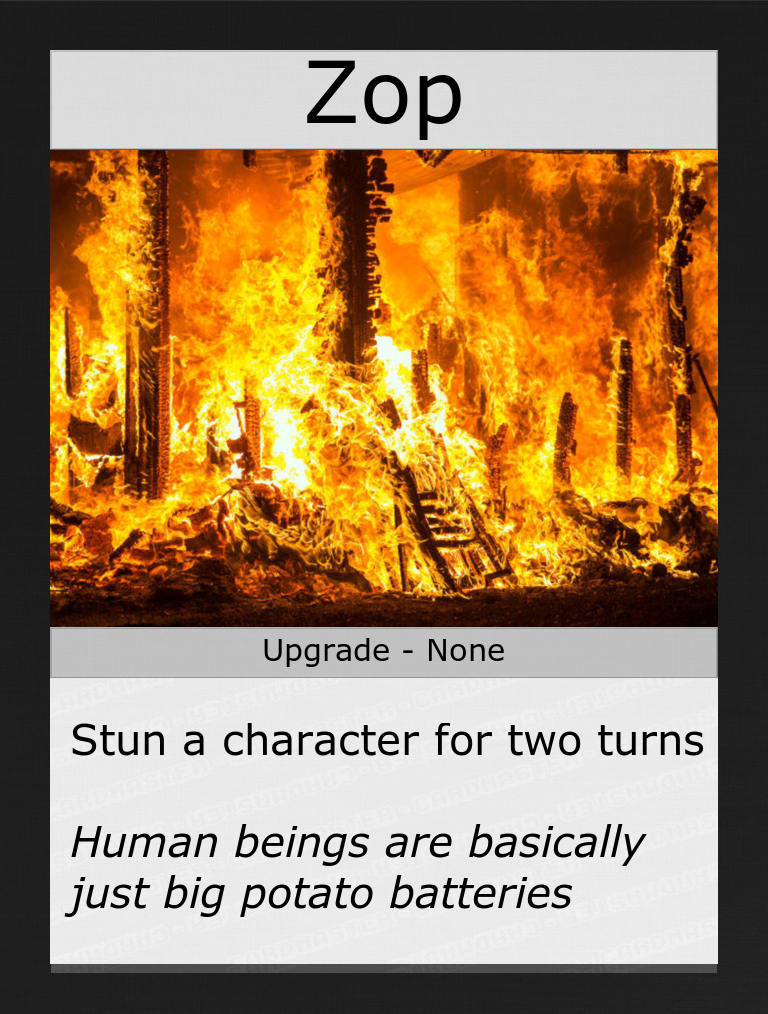 Zop
Upgrade - None
Stun a character for two turns
Human beings are basically
just big potato batteries